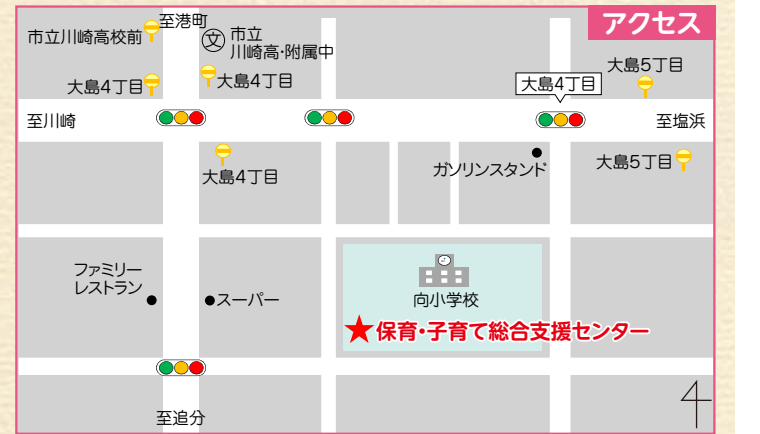 アクセス
至港町
市立川崎高校前
文
市立
川崎高・附属中
大島4丁目
大島4丁目
大島5丁目
大島4丁目
至川崎
至塩浜
大島4丁目
ガソリンスタンド
大島5丁目
ファミリー
レストラン
スーパー
向小学校
★保育・子育て総合支援センター
至追分